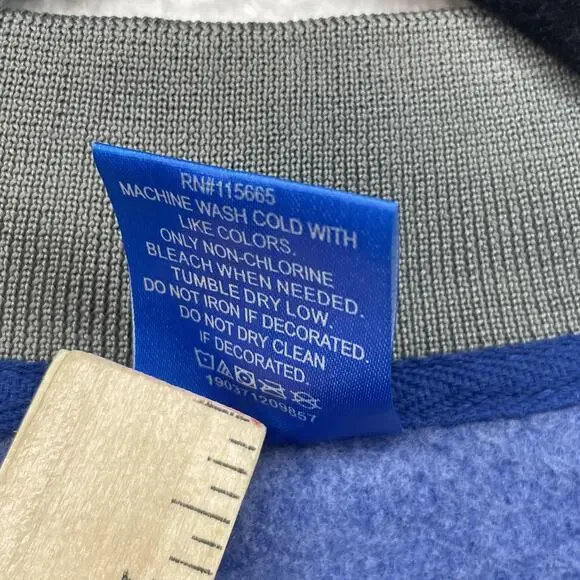 RN#115665
MACHINE WASH COLD WITH
LIKE COLORS.
ONLY NON-CHLORINE
BLEACH WHEN NEEDED.
TUMBLE DRY LOW.
DO NOT IRON IF DECORATED.
DO NOT DRY CLEAN
IF DECORATED.
190371209857